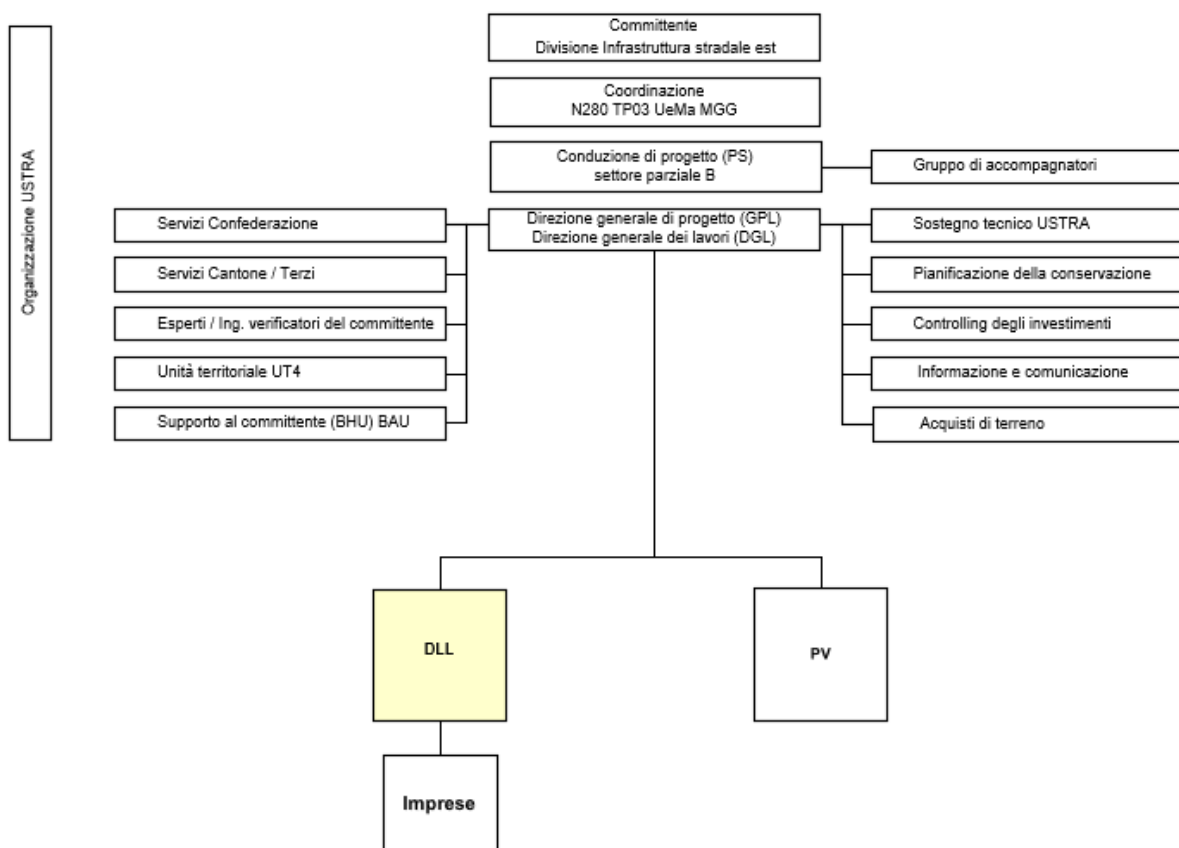 Organizzazione USTRA
Committente
Divisione Infrastruttura stradale est
Coordinazione
N280 TP03 UeMa MGG
Conduzione di progetto (PS)
settore parziale B
Gruppo di accompagnatori
Servizi Confederazione
Direzione generale di progetto (GPL)
Direzione generale dei lavori (DGL)
Sostegno tecnico USTRA
Servizi Cantone / Terzi
Pianificazione della conservazione
Esperti / Ing. verificatori del committente
Controlling degli investimenti
Unità territoriale UT4
Informazione e comunicazione
Supporto al committente (BHU) BAU
Acquisti di terreno
DLL
PV
Imprese